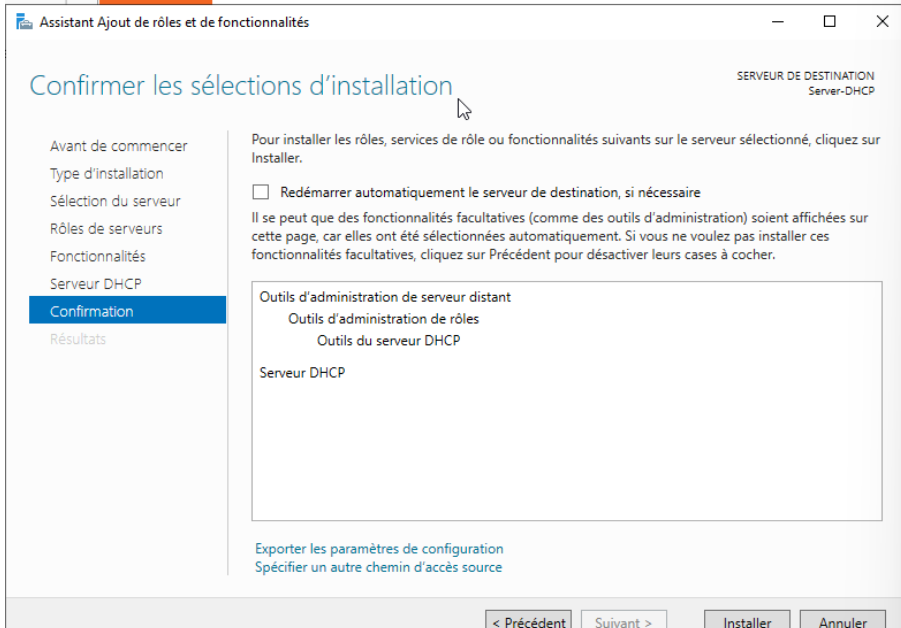 Assistant Ajout de rôles et de fonctionnalités
Confirmer les sélections d'installation
SERVEUR DE DESTINATION
Server-DHCP
Avant de commencer
Type d'installation
Sélection du serveur
Rôles de serveurs
Fonctionnalités
Serveur DHCP
Confirmation
Résultats
Pour installer les rôles, services de rôle ou fonctionnalités suivants sur le serveur sélectionné, cliquez sur
Installer.
Redémarrer automatiquement le serveur de destination, si nécessaire
Il se peut que des fonctionnalités facultatives (comme des outils d'administration) soient affichées sur
cette page, car elles ont été sélectionnées automatiquement. Si vous ne voulez pas installer ces
fonctionnalités facultatives, cliquez sur Précédent pour désactiver leurs cases à cocher.
Outils d'administration de serveur distant
Outils d'administration de rôles
Outils du serveur DHCP
Serveur DHCP
Exporter les paramètres de configuration
Spécifier un autre chemin d'accès source
< Précédent
Suivant >
Installer
Annuler